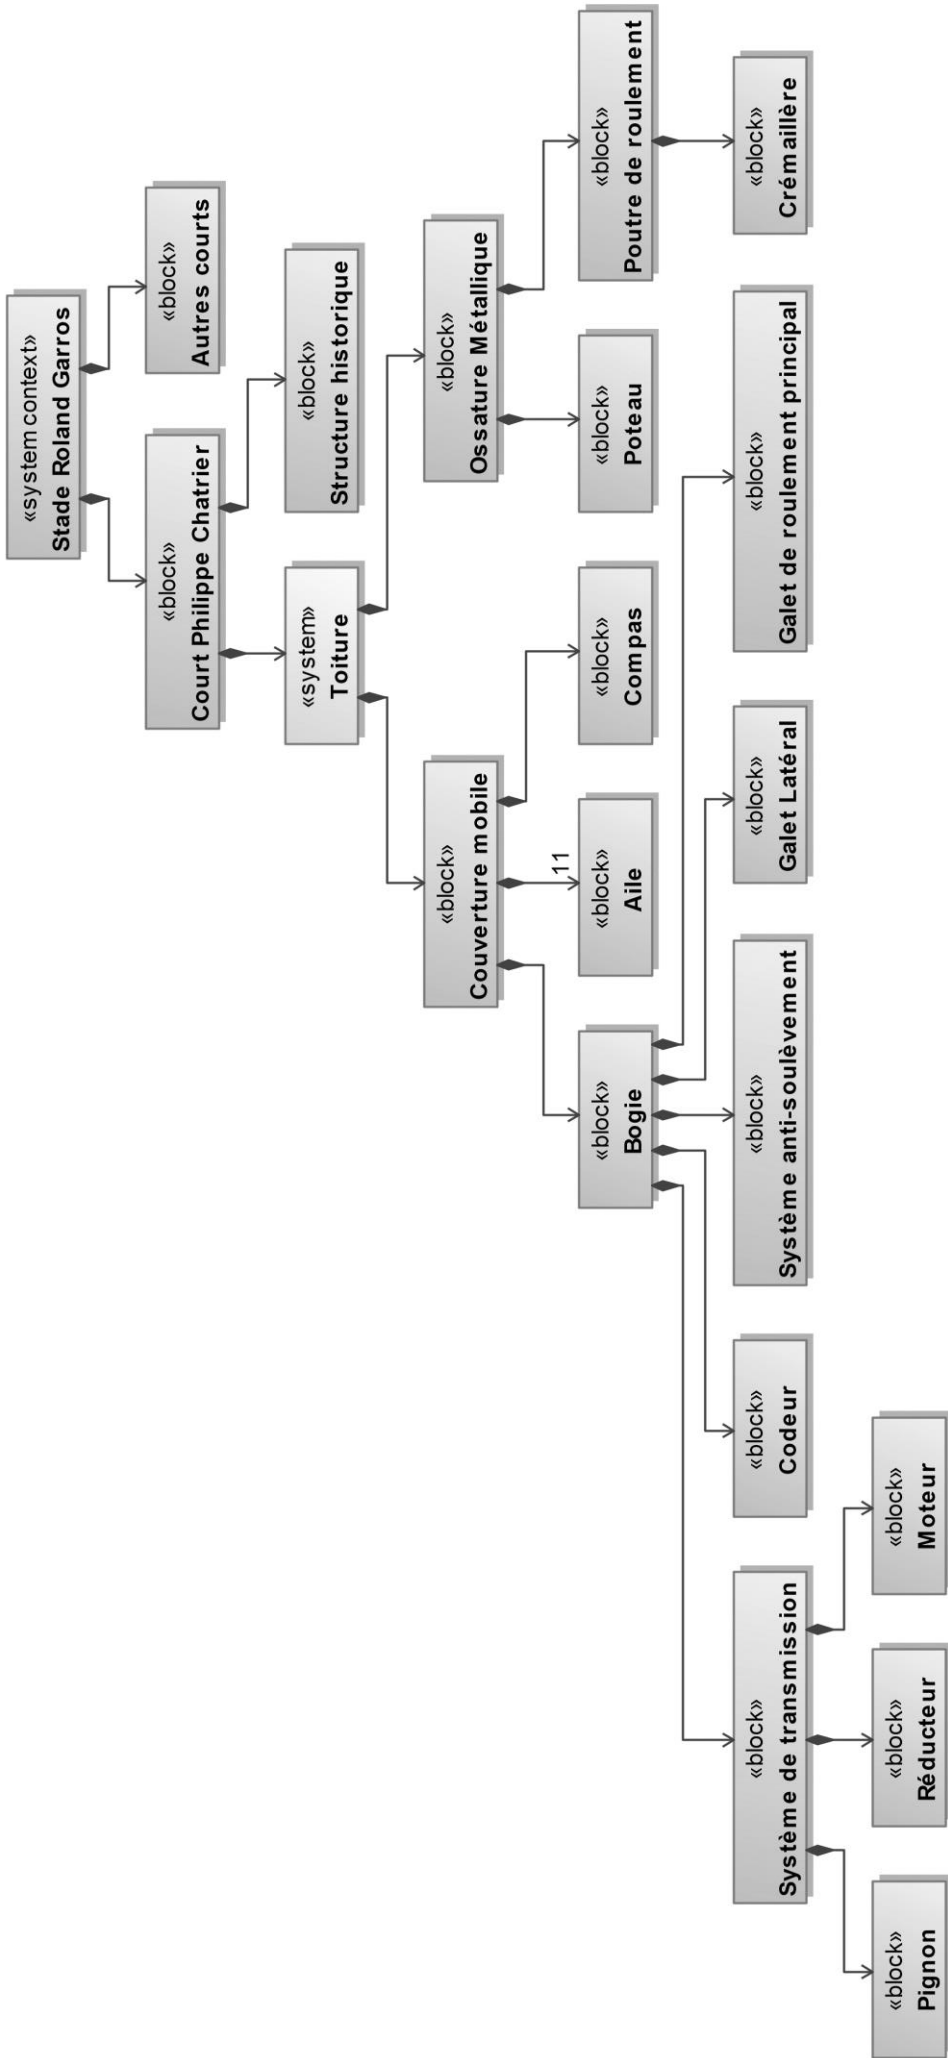 «system context»
Stade Roland Garros
«block»
Court Philippe Chatrier
«block»
Autres courts
«system»
Toiture
«block»
Structure historique
«block»
Couverture mobile
«block»
Ossature Métallique
«block»
Bogie
11
«block»
Aile
«block»
Compas
«block»
Poteau
«block»
Poutre de roulement
«block»
Système de transmission
«block»
Codeur
«block»
Système anti-soulèvement
«block»
Galet Latéral
«block»
Galet de roulement principal
«block»
Crémaillère
«block»
Pignon
«block»
Réducteur
«block»
Moteur